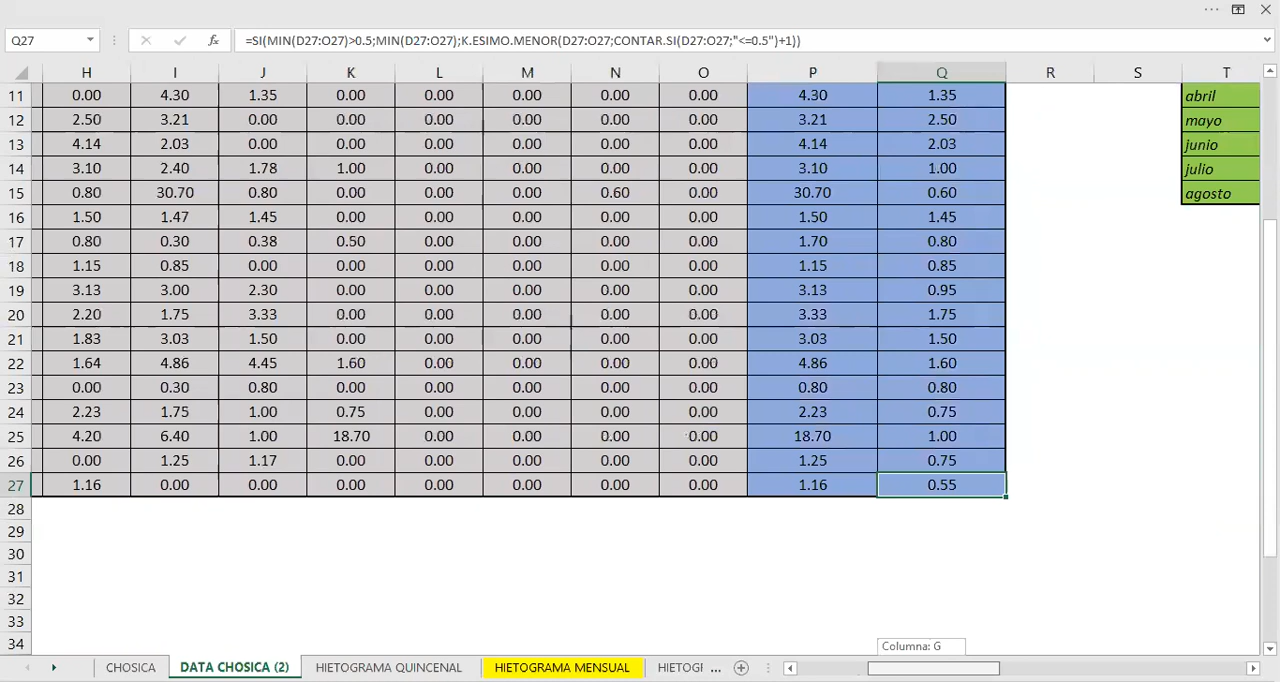 Q27 fx =SI(MIN(D27:O27)>0.5;MIN(D27:O27);K.ESIMO.MENOR(D27:O27;CONTAR.SI(D27:O27;"<=0.5")+1))
H I J K L M N O P Q R S T
11 0.00 4.30 1.35 0.00 0.00 0.00 0.00 0.00 4.30 1.35 abril
12 2.50 3.21 0.00 0.00 0.00 0.00 0.00 0.00 3.21 2.50 mayo
13 4.14 2.03 0.00 0.00 0.00 0.00 0.00 0.00 4.14 2.03 junio
14 3.10 2.40 1.78 1.00 0.00 0.00 0.00 0.00 3.10 1.00 julio
15 0.80 30.70 0.80 0.00 0.00 0.00 0.60 0.00 30.70 0.60 agosto
16 1.50 1.47 1.45 0.00 0.00 0.00 0.00 0.00 1.50 1.45
17 0.80 0.30 0.38 0.50 0.00 0.00 0.00 0.00 1.70 0.80
18 1.15 0.85 0.00 0.00 0.00 0.00 0.00 0.00 1.15 0.85
19 3.13 3.00 2.30 0.00 0.00 0.00 0.00 0.00 3.13 0.95
20 2.20 1.75 3.33 0.00 0.00 0.00 0.00 0.00 3.33 1.75
21 1.83 3.03 1.50 0.00 0.00 0.00 0.00 0.00 3.03 1.50
22 1.64 4.86 4.45 1.60 0.00 0.00 0.00 0.00 4.86 1.60
23 0.00 0.30 0.80 0.00 0.00 0.00 0.00 0.00 0.80 0.80
24 2.23 1.75 1.00 0.75 0.00 0.00 0.00 0.00 2.23 0.75
25 4.20 6.40 1.00 18.70 0.00 0.00 0.00 0.00 18.70 1.00
26 0.00 1.25 1.17 0.00 0.00 0.00 0.00 0.00 1.25 0.75
27 1.16 0.00 0.00 0.00 0.00 0.00 0.00 0.00 1.16 0.55
28
29
30
31
32
33
34
Columna: G
CHOSICA DATA CHOSICA (2) HIETOGRAMA QUINCENAL HIETOGRAMA MENSUAL HIETOGR ...